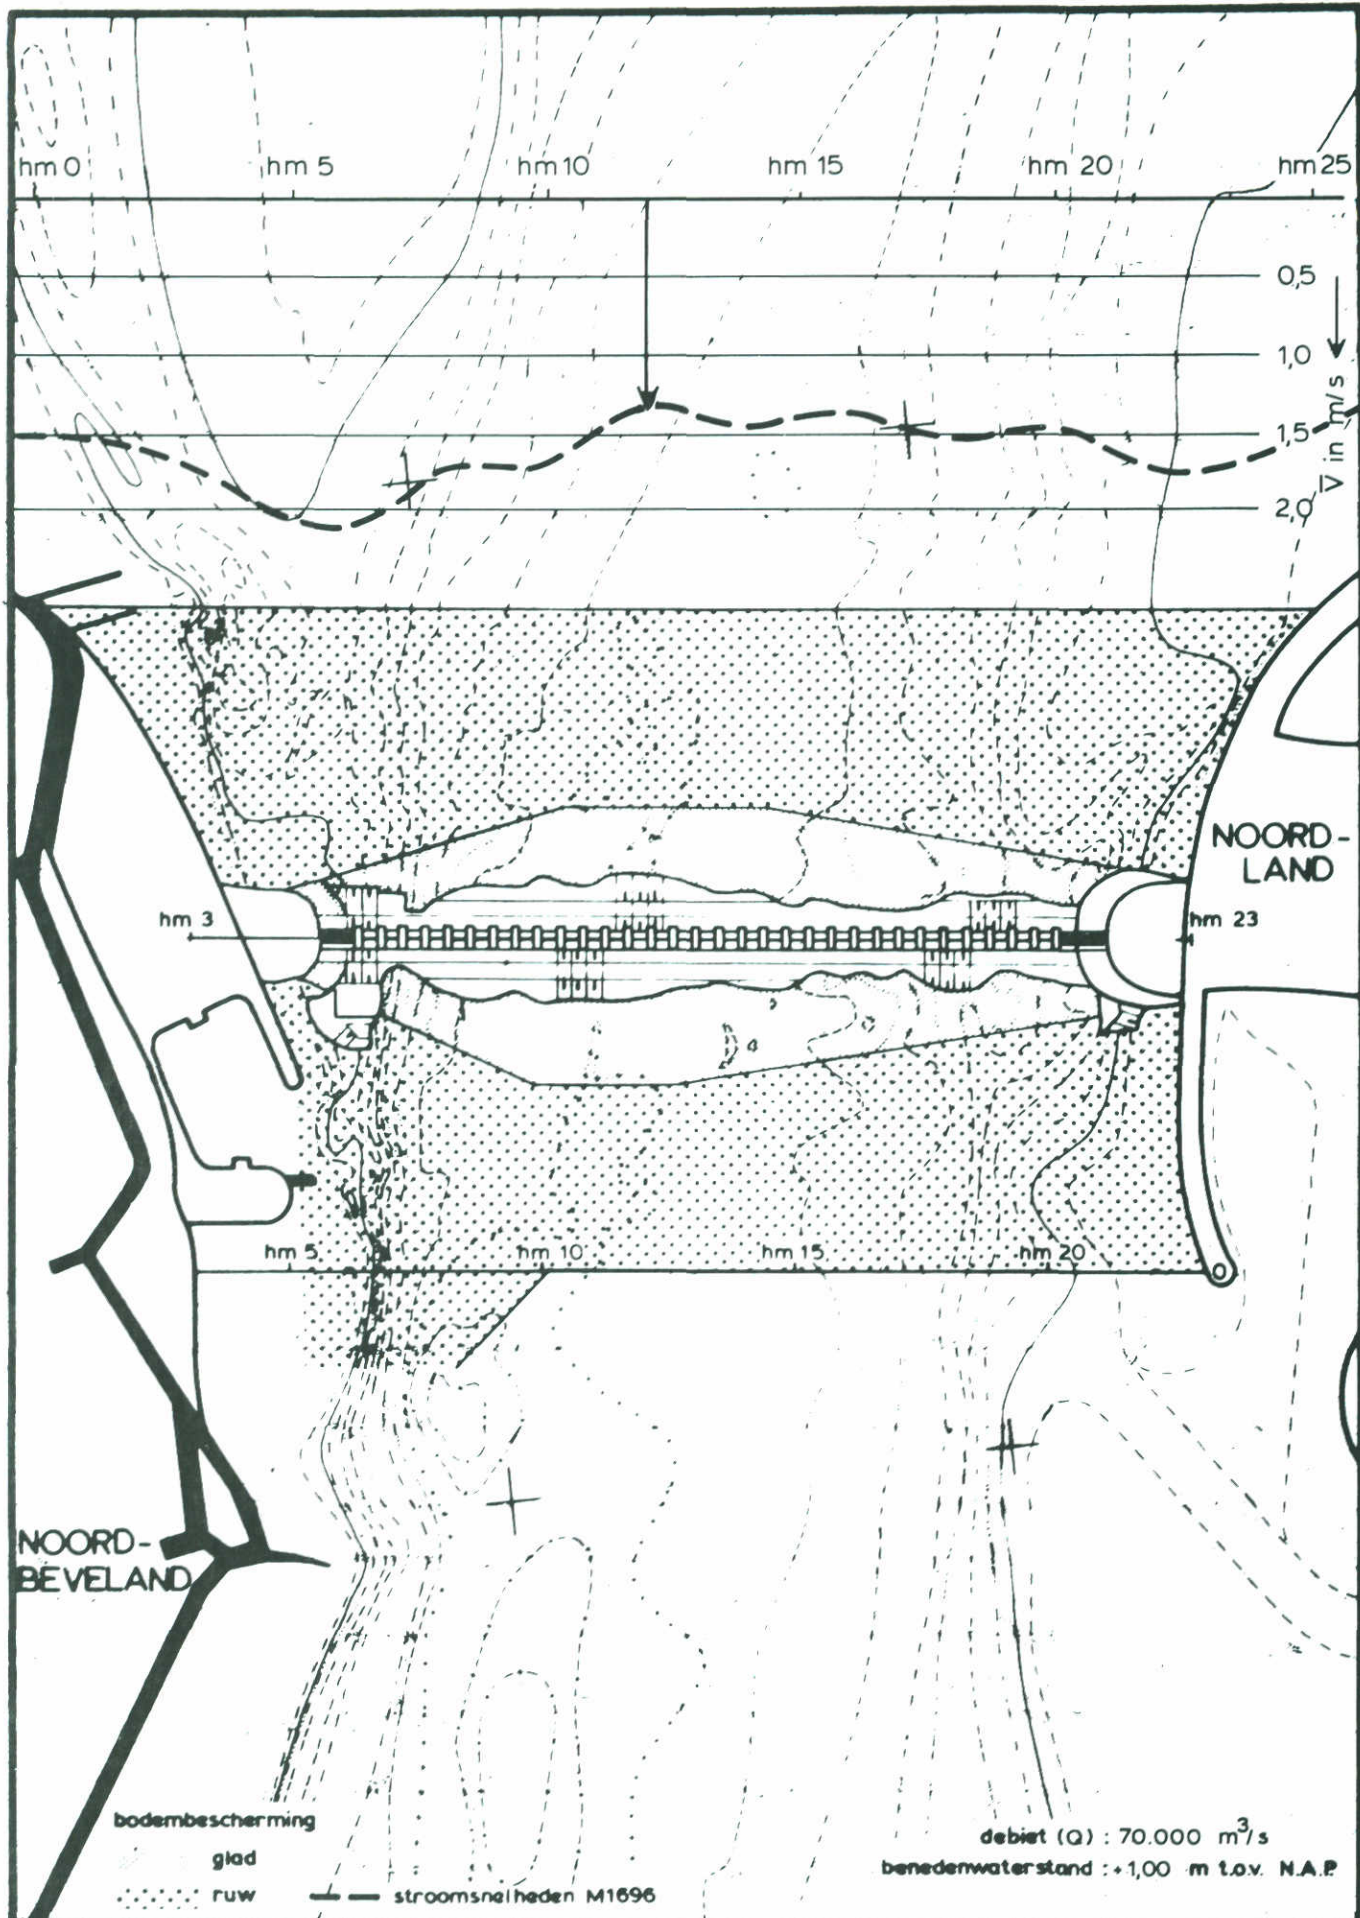 hm 0 hm 5 hm 10 hm 15 hm 20 hm 25
0,5
1,0
1,5
2,0
V̅ in m/s
NOORD-
LAND
hm 3
hm 23
hm 5 hm 10 hm 15 hm 20
NOORD-
BEVELAND
bodembescherming
glad
ruw
stroomsnelheden M1696
debiet (Q) : 70.000 m³/s
benedenwaterstand : +1,00 m t.o.v. N.A.P.